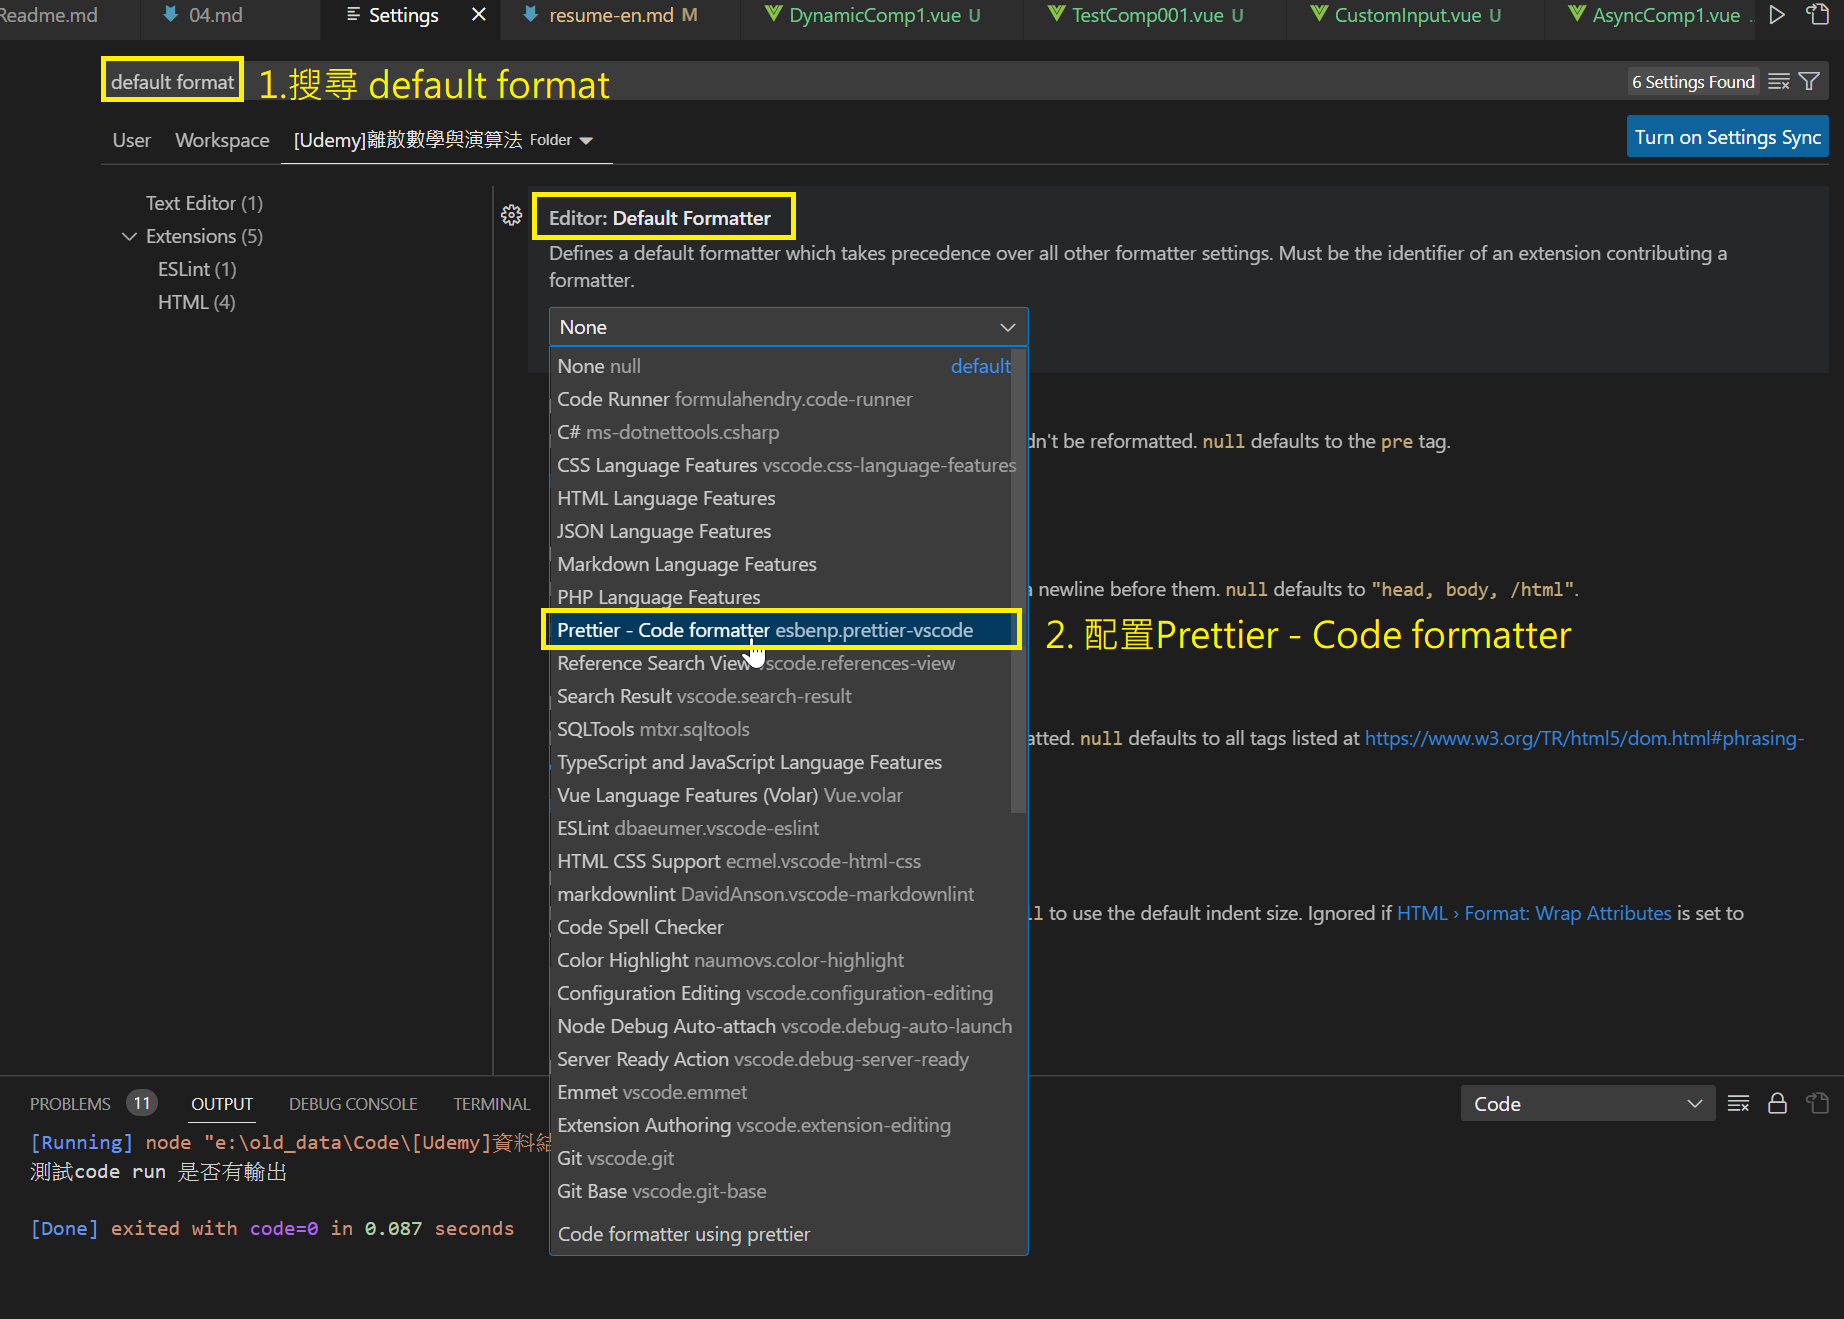 Readme.md
04.md
Settings
resume-en.md M
DynamicComp1.vue U
TestComp001.vue U
CustomInput.vue U
AsyncComp1.vue
default format
1.搜尋 default format
6 Settings Found
User
Workspace
[Udemy]離散數學與演算法 Folder
Turn on Settings Sync
Text Editor (1)
Extensions (5)
ESLint (1)
HTML (4)
Editor: Default Formatter
Defines a default formatter which takes precedence over all other formatter settings. Must be the identifier of an extension contributing a
formatter.
None
None null default
Code Runner formulahendry.code-runner
C# ms-dotnettools.csharp
dn't be reformatted. null defaults to the pre tag.
CSS Language Features vscode.css-language-features
HTML Language Features
JSON Language Features
Markdown Language Features
a newline before them. null defaults to "head, body, /html".
PHP Language Features
Prettier - Code formatter esbenp.prettier-vscode
2. 配置Prettier - Code formatter
Reference Search View vscode.references-view
Search Result vscode.search-result
SQLTools mtxr.sqltools
atted. null defaults to all tags listed at https://www.w3.org/TR/html5/dom.html#phrasing-
TypeScript and JavaScript Language Features
Vue Language Features (Volar) Vue.volar
ESLint dbaeumer.vscode-eslint
HTML CSS Support ecmel.vscode-html-css
markdownlint DavidAnson.vscode-markdownlint
ll to use the default indent size. Ignored if HTML › Format: Wrap Attributes is set to
Code Spell Checker
Color Highlight naumovs.color-highlight
Configuration Editing vscode.configuration-editing
Node Debug Auto-attach vscode.debug-auto-launch
Server Ready Action vscode.debug-server-ready
Emmet vscode.emmet
Extension Authoring vscode.extension-editing
Git vscode.git
Git Base vscode.git-base
Code formatter using prettier
PROBLEMS 11
OUTPUT
DEBUG CONSOLE
TERMINAL
Code
[Running] node "e:\old_data\Code\[Udemy]資料結
測試code run 是否有輸出
[Done] exited with code=0 in 0.087 seconds